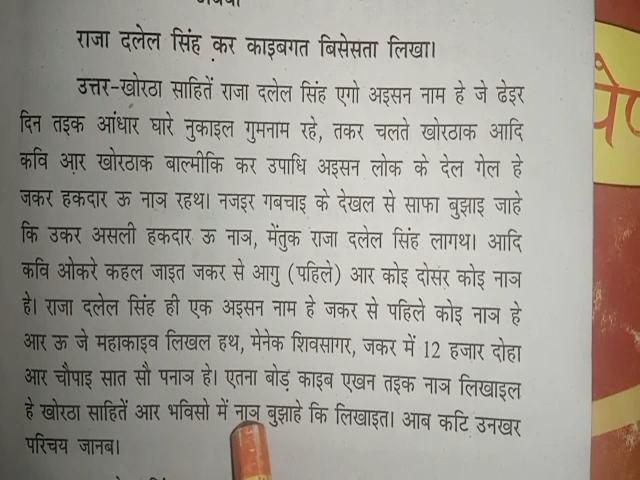 अथवा
राजा दलेल सिंह कर काइबगत बिसेसता लिखा।
उत्तर-खोरठा साहितें राजा दलेल सिंह एगो अइसन नाम हे जे ढेइर
दिन तइक आंधार घारे नुकाइल गुमनाम रहे, तकर चलते खोरठाक आदि
कवि आर खोरठाक बाल्मीकि कर उपाधि अइसन लोक के देल गेल हे
जकर हकदार ऊ नाञ रहथ। नजइर गबचाइ के देखल से साफा बुझाइ जाहे
कि उकर असली हकदार ऊ नाञ, मेंतुक राजा दलेल सिंह लागथ। आदि
कवि ओकरे कहल जाइत जकर से आगु (पहिले) आर कोइ दोसर कोइ नाञ
हे। राजा दलेल सिंह ही एक अइसन नाम हे जकर से पहिले कोइ नाञ हे
आर ऊ जे महाकाइव लिखल हथ, मेनेक शिवसागर, जकर में 12 हजार दोहा
आर चौपाइ सात सौ पनाञ हे। एतना बोड़ काइब एखन तइक नाञ लिखाइल
हे खोरठा साहितें आर भविसो में नाञ बुझाहे कि लिखाइत। आब कटि उनखर
परिचय जानब।